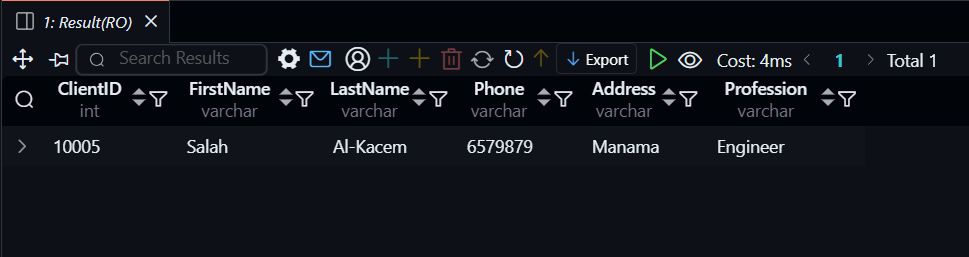 1: Result(RO)
Search Results Export Cost: 4ms 1 Total 1
ClientID FirstName LastName Phone Address Profession
int varchar varchar varchar varchar varchar
10005 Salah Al-Kacem 6579879 Manama Engineer